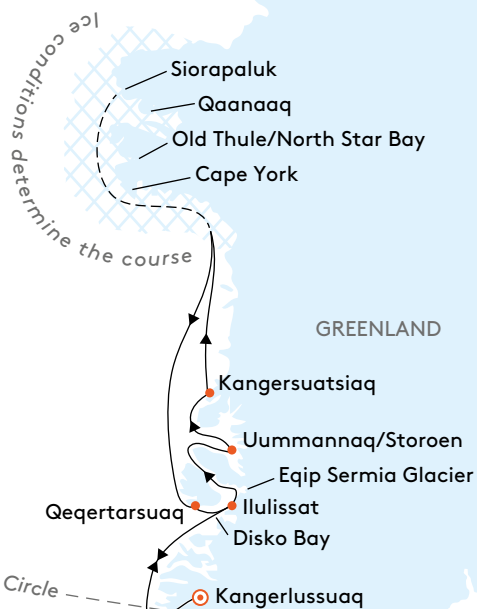 Ice conditions determine the course
Siorapaluk
Qaanaaq
Old Thule/North Star Bay
Cape York
GREENLAND
Kangersuatsiaq
Uummannaq/Storoen
Eqip Sermia Glacier
Qeqertarsuaq
Ilulissat
Disko Bay
Circle
Kangerlussuaq